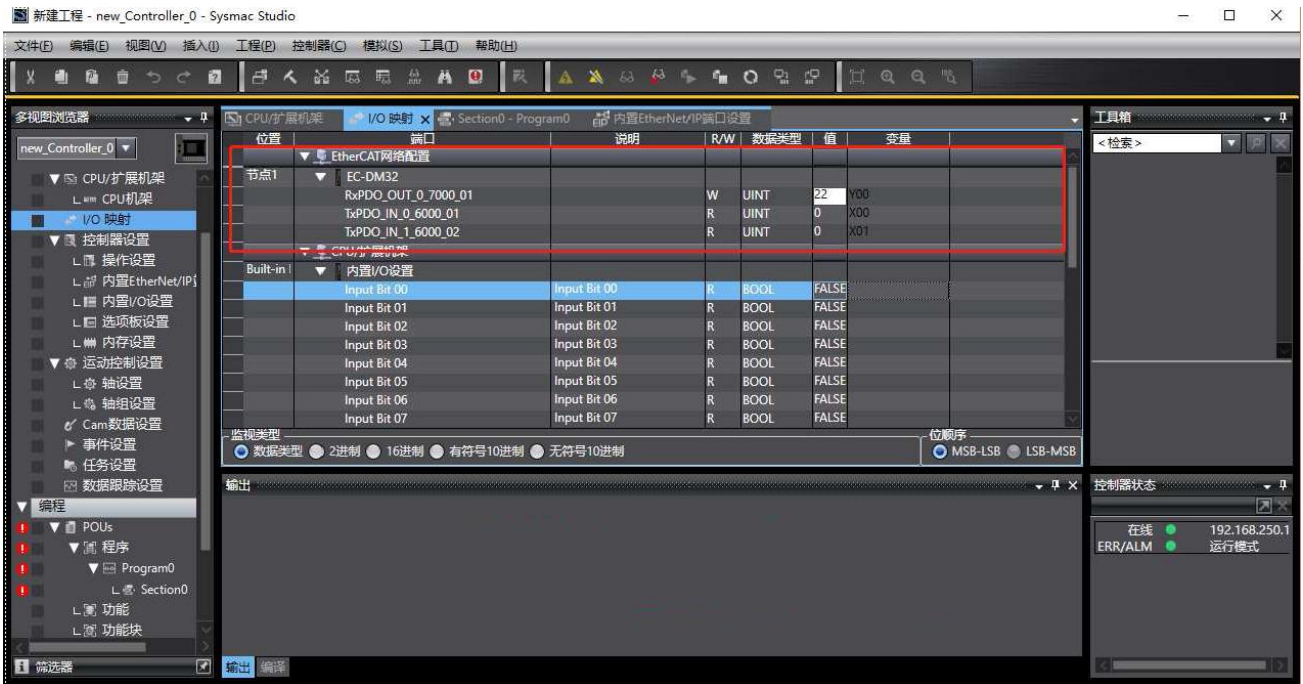 新建工程 - new_Controller_0 - Sysmac Studio
文件(F) 编辑(E) 视图(V) 插入(I) 工程(P) 控制器(C) 模拟(S) 工具(T) 帮助(H)
多视图浏览器
new_Controller_0
CPU/扩展机架
CPU机架
I/O 映射
控制器设置
操作设置
内置EtherNet/IP
内置I/O设置
选项板设置
内存设置
运动控制设置
轴设置
轴组设置
Cam数据设置
事件设置
任务设置
数据跟踪设置
编程
POUs
程序
Program0
Section0
功能
功能块
筛选器
CPU/扩展机架 I/O 映射 Section0 - Program0 内置EtherNet/IP端口设置
位置 端口 说明 R/W 数据类型 值 变量
EtherCAT网络配置
节点1 EC-DM32
RxPDO_OUT_0_7000_01 W UINT 22 Y00
TxPDO_IN_0_6000_01 R UINT 0 X00
TxPDO_IN_1_6000_02 R UINT 0 X01
CPU/扩展机架
Built-in 内置I/O设置
Input Bit 00 Input Bit 00 R BOOL FALSE
Input Bit 01 Input Bit 01 R BOOL FALSE
Input Bit 02 Input Bit 02 R BOOL FALSE
Input Bit 03 Input Bit 03 R BOOL FALSE
Input Bit 04 Input Bit 04 R BOOL FALSE
Input Bit 05 Input Bit 05 R BOOL FALSE
Input Bit 06 Input Bit 06 R BOOL FALSE
Input Bit 07 Input Bit 07 R BOOL FALSE
监视类型
数据类型 2进制 16进制 有符号10进制 无符号10进制
位顺序
MSB-LSB LSB-MSB
输出
输出 编译
工具箱
<检索>
控制器状态
在线 192.168.250.1
ERR/ALM 运行模式